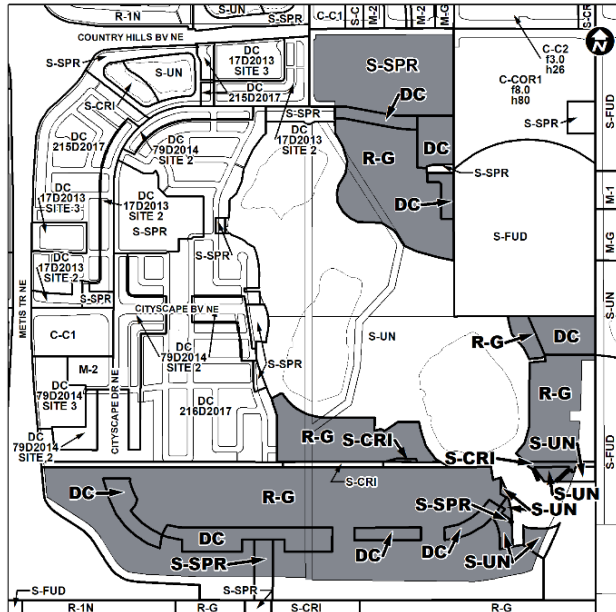 R-1N
S-UN
S-SPR
C-C1
S-C1
M-2
M-G
S-CRI
COUNTRY HILLS BV NE
N
S-SPR
S-UN
DC
17D2013
SITE 3
S-CRI
DC
215D2017
S-SPR
DC
C-C2
f3.0
h26
C-COR1
f8.0
h80
S-SPR
S-FUD
DC
215D2017
DC
79D2014
SITE 2
S-SPR
DC
17D2013
SITE 2
R-G
DC
S-SPR
DC
17D2013
SITE 3
DC
17D2013
SITE 2
S-SPR
DC
M-1
M-G
S-FUD
S-SPR
DC
17D2013
SITE 2
S-SPR
METIS TR NE
CITYSCAPE BV NE
C-C1
S-UN
S-UN
R-G
DC
DC
79D2014
SITE 2
S-SPR
M-2
DC
79D2014
SITE 3
DC
216D2017
CITYSCAPE DR NE
R-G
DC
79D2014
SITE 2
R-G
S-CRI
S-UN
S-CRI
S-FUD
S-CRI
S-UN
S-UN
DC
R-G
S-SPR
DC
S-SPR
DC
DC
S-UN
S-FUD
S-SPR
R-1N
R-G
S-CRI
R-G